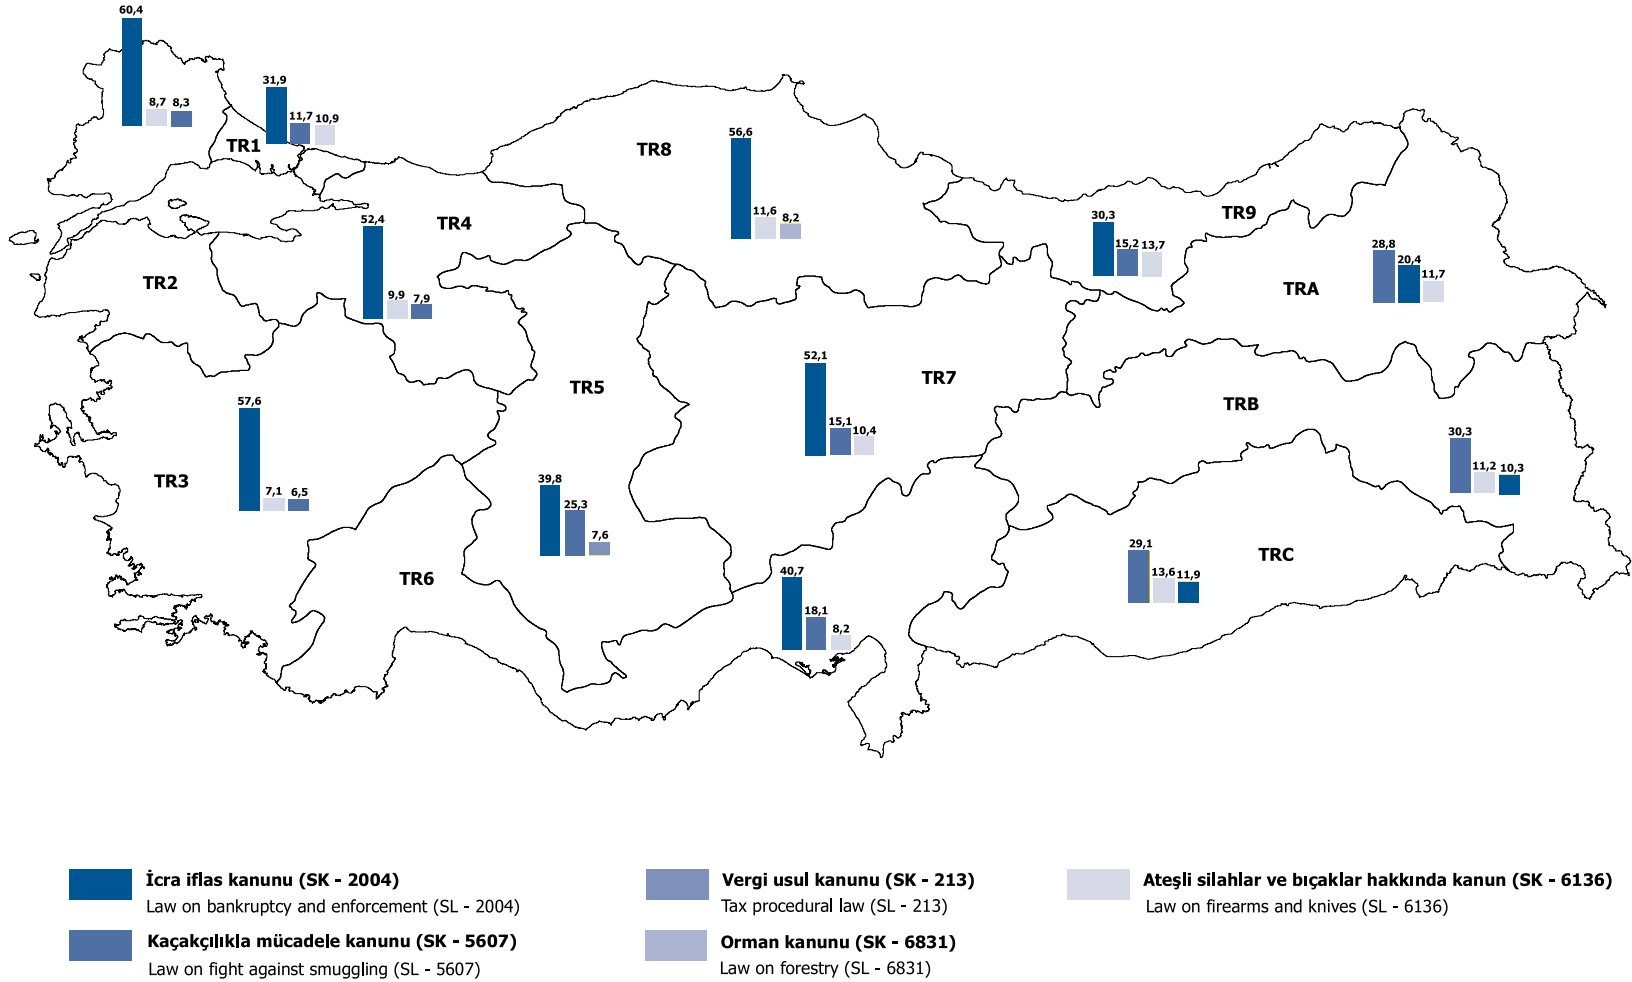 60,4
8,7 8,3
31,9
11,7 10,9
TR1
TR8
56,6
11,6 8,2
TR4
52,4
9,9 7,9
TR2
TR9
30,3
15,2 13,7
TRA
28,8
20,4
11,7
TR7
52,1
15,1
10,4
TR5
39,8
25,3
7,6
TRB
30,3
11,2 10,3
TR3
57,6
7,1 6,5
TR6
40,7
18,1
8,2
TRC
29,1
13,6 11,9
İcra iflas kanunu (SK - 2004)
Law on bankruptcy and enforcement (SL - 2004)
Kaçakçılıkla mücadele kanunu (SK - 5607)
Law on fight against smuggling (SL - 5607)
Vergi usul kanunu (SK - 213)
Tax procedural law (SL - 213)
Orman kanunu (SK - 6831)
Law on forestry (SL - 6831)
Ateşli silahlar ve bıçaklar hakkında kanun (SK - 6136)
Law on firearms and knives (SL - 6136)